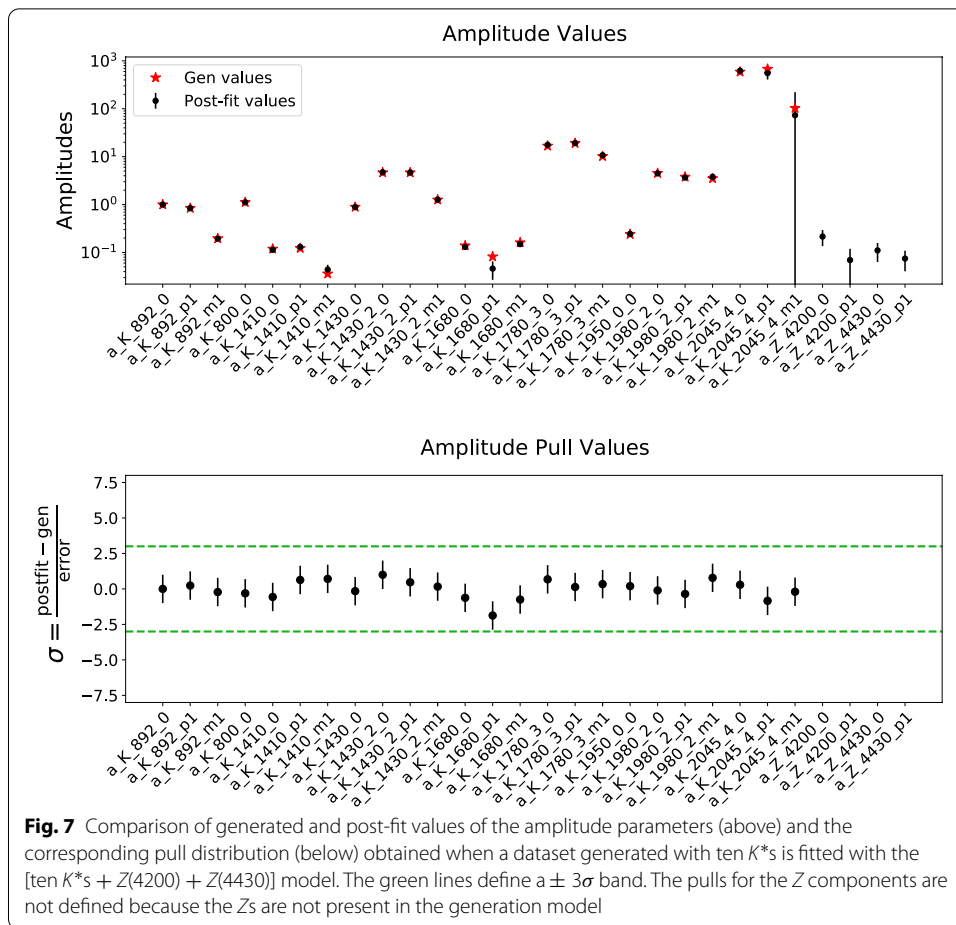 Amplitude Values
Amplitudes
10³
10²
10¹
10⁰
10⁻¹
Gen values
Post-fit values
a_K_892_0
a_K_892_p1
a_K_892_m1
a_K_800_0
a_K_1410_0
a_K_1410_p1
a_K_1410_m1
a_K_1430_0
a_K_1430_2_0
a_K_1430_2_p1
a_K_1430_2_m1
a_K_1680_0
a_K_1680_p1
a_K_1680_m1
a_K_1780_3_0
a_K_1780_3_p1
a_K_1780_3_m1
a_K_1950_0
a_K_1980_2_0
a_K_1980_2_p1
a_K_1980_2_m1
a_K_2045_4_0
a_K_2045_4_p1
a_K_2045_4_m1
a_Z_4200_0
a_Z_4200_p1
a_Z_4430_0
a_Z_4430_p1
Amplitude Pull Values
σ = postfit − gen
error
7.5
5.0
2.5
0.0
−2.5
−5.0
−7.5
a_K_892_0
a_K_892_p1
a_K_892_m1
a_K_800_0
a_K_1410_0
a_K_1410_p1
a_K_1410_m1
a_K_1430_0
a_K_1430_2_0
a_K_1430_2_p1
a_K_1430_2_m1
a_K_1680_0
a_K_1680_p1
a_K_1680_m1
a_K_1780_3_0
a_K_1780_3_p1
a_K_1780_3_m1
a_K_1950_0
a_K_1980_2_0
a_K_1980_2_p1
a_K_1980_2_m1
a_K_2045_4_0
a_K_2045_4_p1
a_K_2045_4_m1
a_Z_4200_0
a_Z_4200_p1
a_Z_4430_0
a_Z_4430_p1
Fig. 7 Comparison of generated and post-fit values of the amplitude parameters (above) and the
corresponding pull distribution (below) obtained when a dataset generated with ten K*s is fitted with the
[ten K*s + Z(4200) + Z(4430)] model. The green lines define a ± 3σ band. The pulls for the Z components are
not defined because the Zs are not present in the generation model